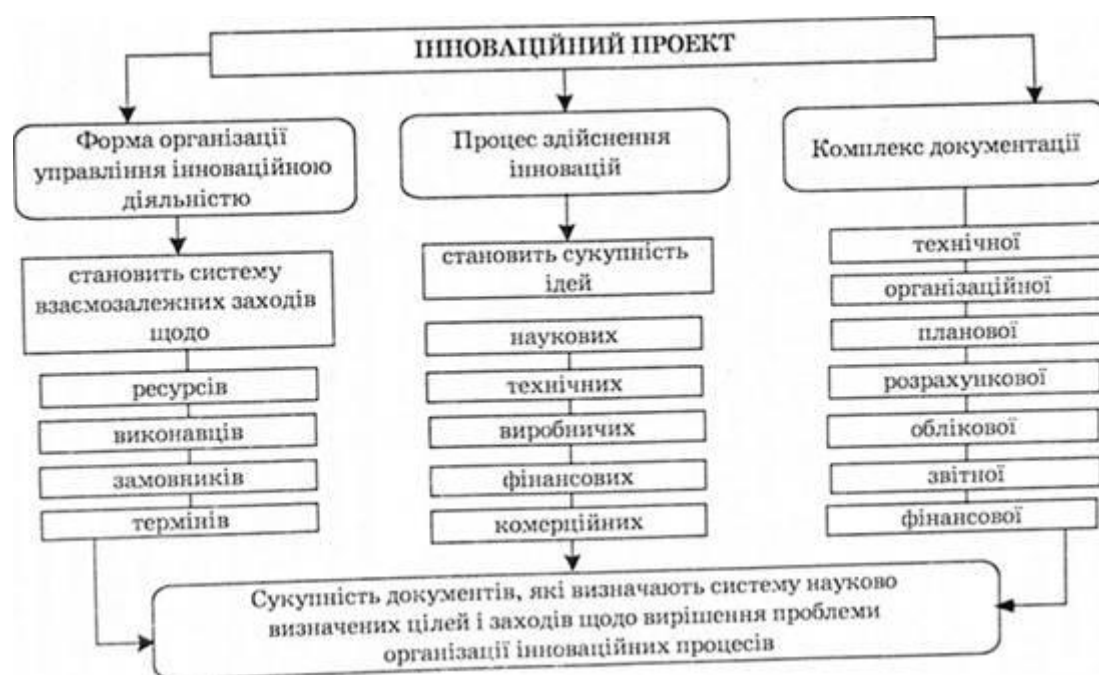 ІННОВАЦІЙНИЙ ПРОЕКТ
Форма організації
управління інноваційною
діяльністю
становить систему
взаємозалежних заходів
щодо
ресурсів
виконавців
замовників
термінів
Процес здійснення
інновацій
становить сукупність
ідей
наукових
технічних
виробничих
фінансових
комерційних
Комплекс документації
технічної
організаційної
планової
розрахункової
облікової
звітної
фінансової
Сукупність документів, які визначають систему науково
визначених цілей і заходів щодо вирішення проблеми
організації інноваційних процесів